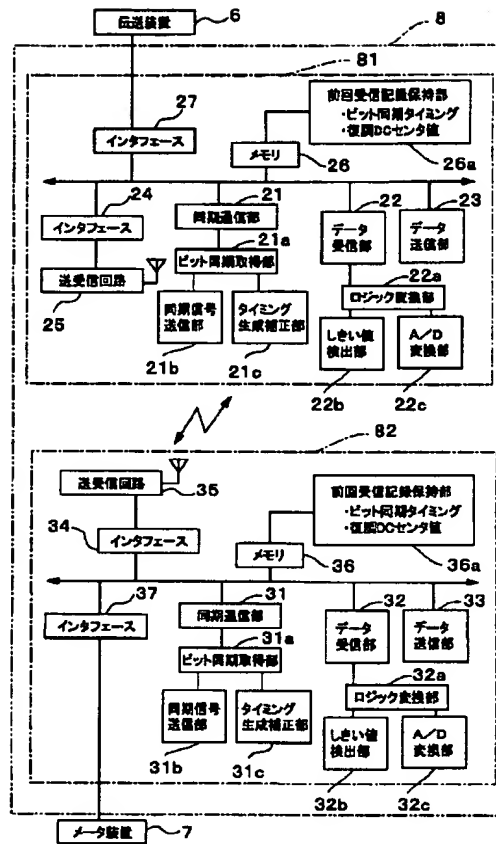 伝送装置
6
8
81
27
インタフェース
前回受信記録保持部
・ビット同期タイミング
・復調DCセンタ値
メモリ
26
26a
24
インタフェース
21
同期通信部
22
データ
受信部
23
データ
送信部
21a
ビット同期取得部
送受信回路
25
22a
ロジック変換部
同期信号
送信部
タイミング
生成補正部
しきい値
検出部
A/D
変換部
21b
21c
22b
22c
82
送受信回路
35
前回受信記録保持部
・ビット同期タイミング
・復調DCセンタ値
34
インタフェース
メモリ
36
36a
37
インタフェース
31
同期通信部
32
データ
受信部
33
データ
送信部
31a
ビット同期取得部
32a
ロジック変換部
同期信号
送信部
タイミング
生成補正部
しきい値
検出部
A/D
変換部
31b
31c
32b
32c
メータ装置
7